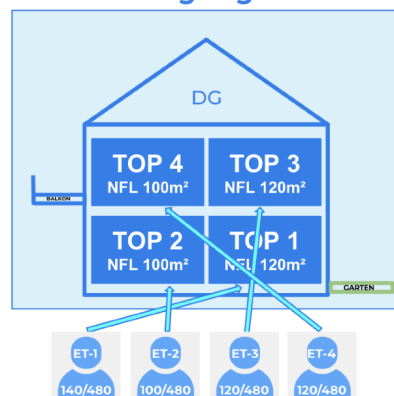 DG
TOP 4
NFL 100m²
TOP 3
NFL 120m²
BALKON
TOP 2
NFL 100m²
TOP 1
NFL 120m²
GARTEN
ET-1
ET-2
ET-3
ET-4
140/480
100/480
120/480
120/480